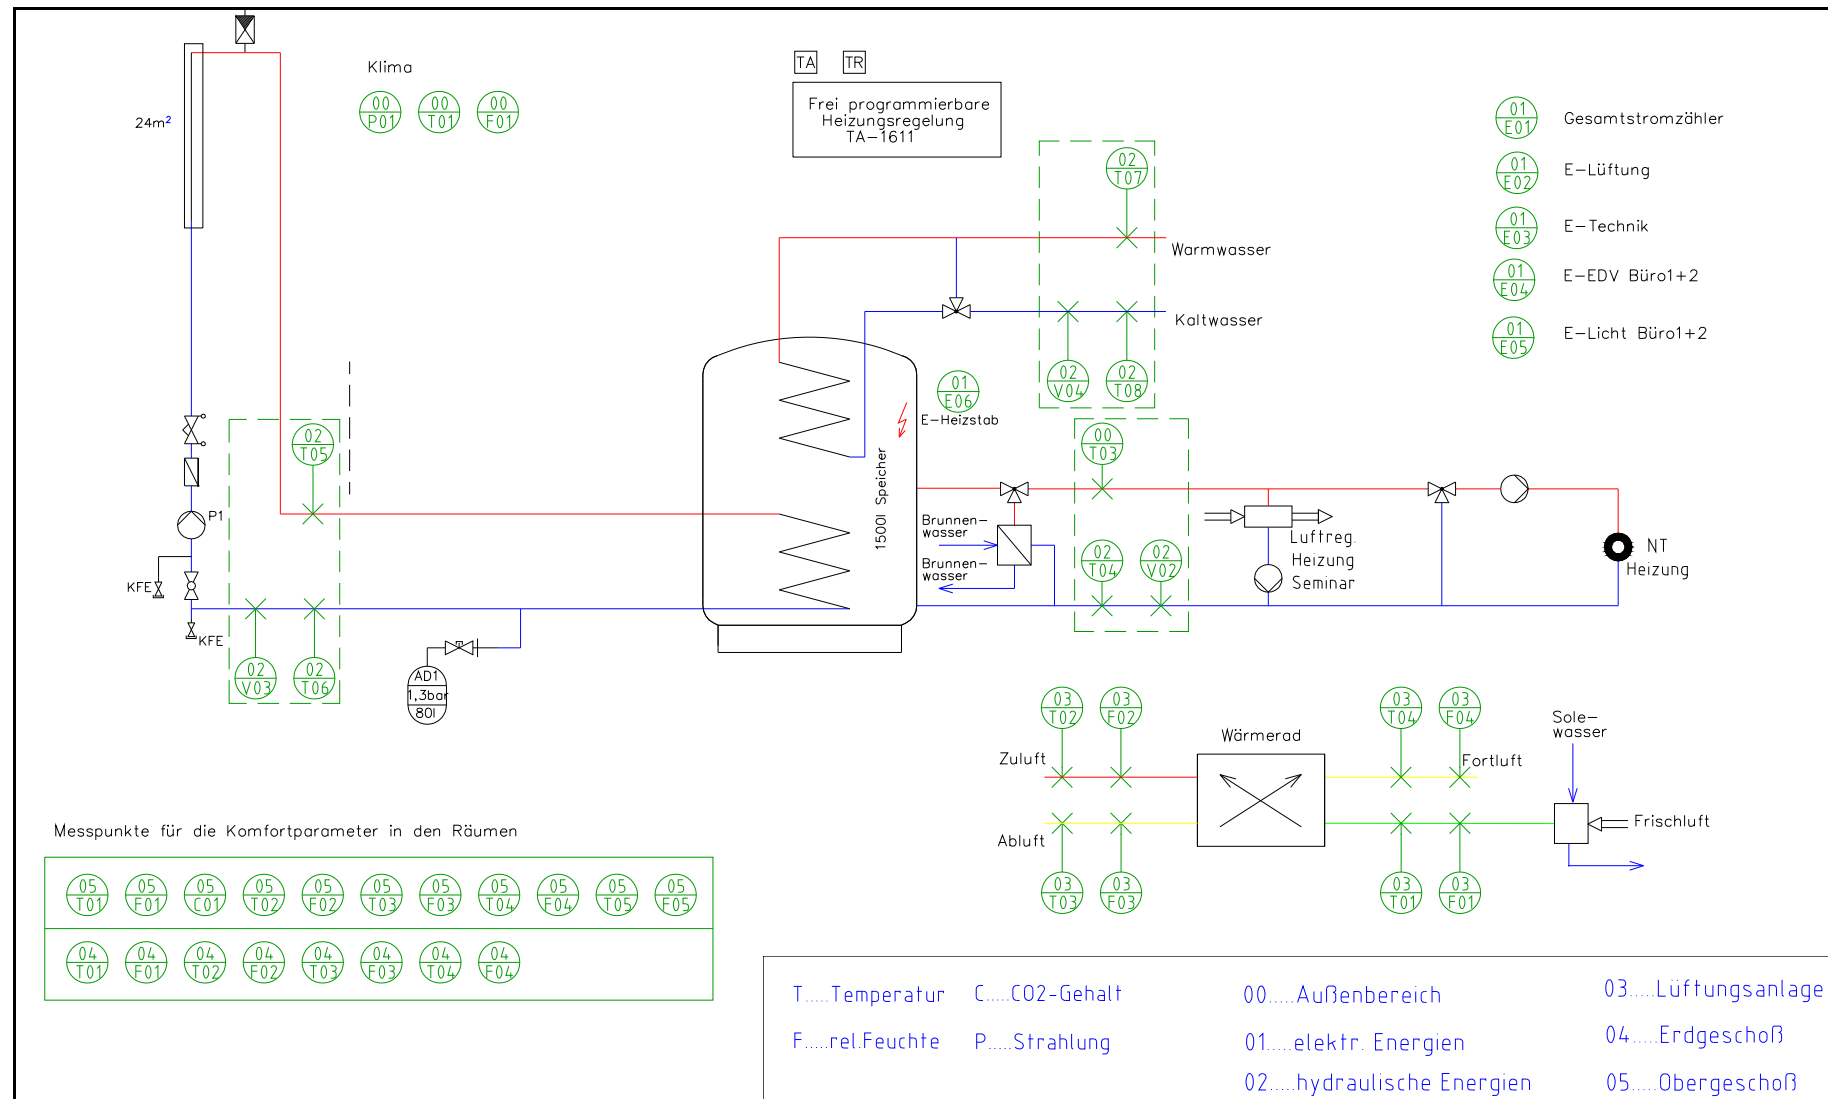 Klima
00
P01
00
T01
00
F01
24m²
TA
TR
Frei programmierbare
Heizungsregelung
TA-1611
01
E01
Gesamtstromzähler
01
E02
E-Lüftung
01
E03
E-Technik
01
E04
E-EDV Büro1+2
01
E05
E-Licht Büro1+2
02
T07
Warmwasser
Kaltwasser
02
V04
02
T08
01
E06
E-Heizstab
1500l Speicher
02
T05
P1
KFE
KFE
02
V03
02
T06
AD1
1,3bar
80l
00
T03
Brunnen-
wasser
Brunnen-
wasser
02
T04
02
V02
Luftreg.
Heizung
Seminar
NT
Heizung
03
T02
03
F02
03
T04
03
F04
Wärmerad
Zuluft
Fortluft
Sole-
wasser
Abluft
Frischluft
03
T03
03
F03
03
T01
03
F01
Messpunkte für die Komfortparameter in den Räumen
05
T01
05
F01
05
C01
05
T02
05
F02
05
T03
05
F03
05
T04
05
F04
05
T05
05
F05
04
T01
04
F01
04
T02
04
F02
04
T03
04
F03
04
T04
04
F04
T.....Temperatur
C....CO2-Gehalt
00.....Außenbereich
03.....Lüftungsanlage
F.....rel.Feuchte
P.....Strahlung
01.....elektr. Energien
04.....Erdgeschoß
02.....hydraulische Energien
05.....Obergeschoß